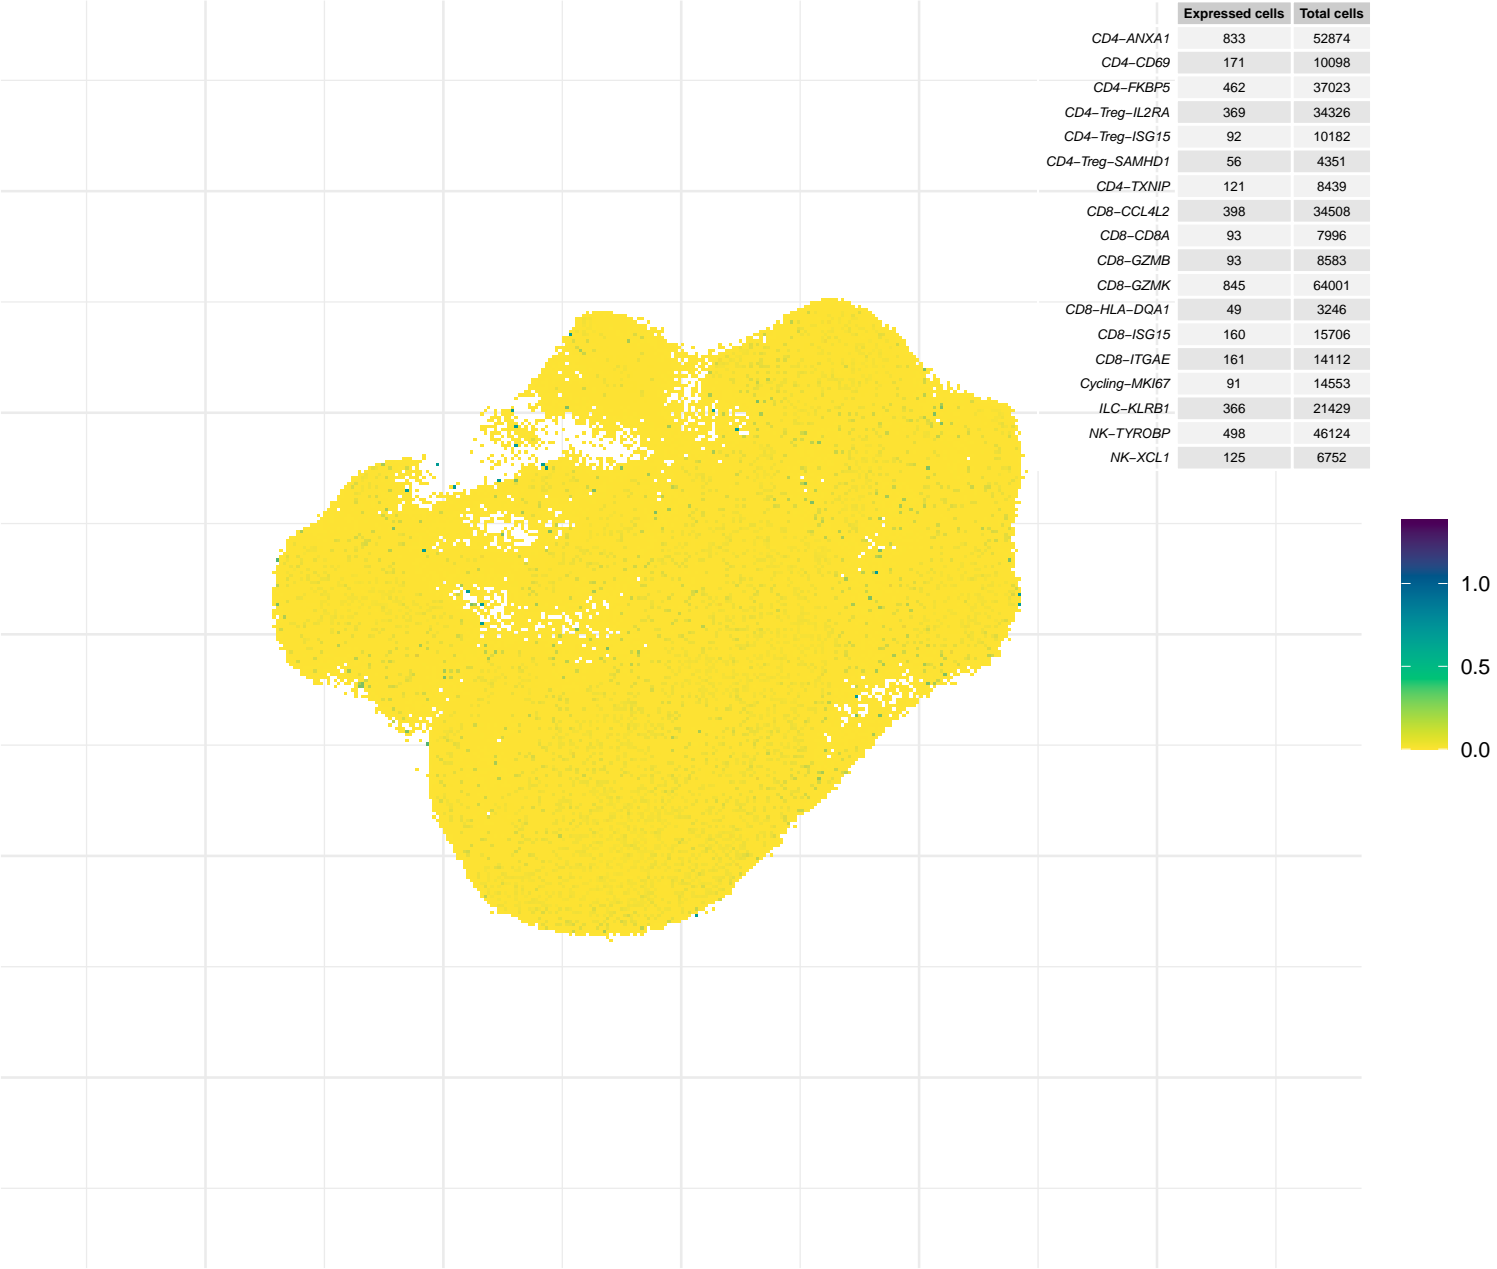 Expressed cells Total cells
CD4−ANXA1 833 52874
CD4−CD69 171 10098
CD4−FKBP5 462 37023
CD4−Treg−IL2RA 369 34326
CD4−Treg−ISG15 92 10182
CD4−Treg−SAMHD1 56 4351
CD4−TXNIP 121 8439
CD8−CCL4L2 398 34508
CD8−CD8A 93 7996
CD8−GZMB 93 8583
CD8−GZMK 845 64001
CD8−HLA−DQA1 49 3246
CD8−ISG15 160 15706
CD8−ITGAE 161 14112
Cycling−MKI67 91 14553
ILC−KLRB1 366 21429
NK−TYROBP 498 46124
NK−XCL1 125 6752
1.0
0.5
0.0